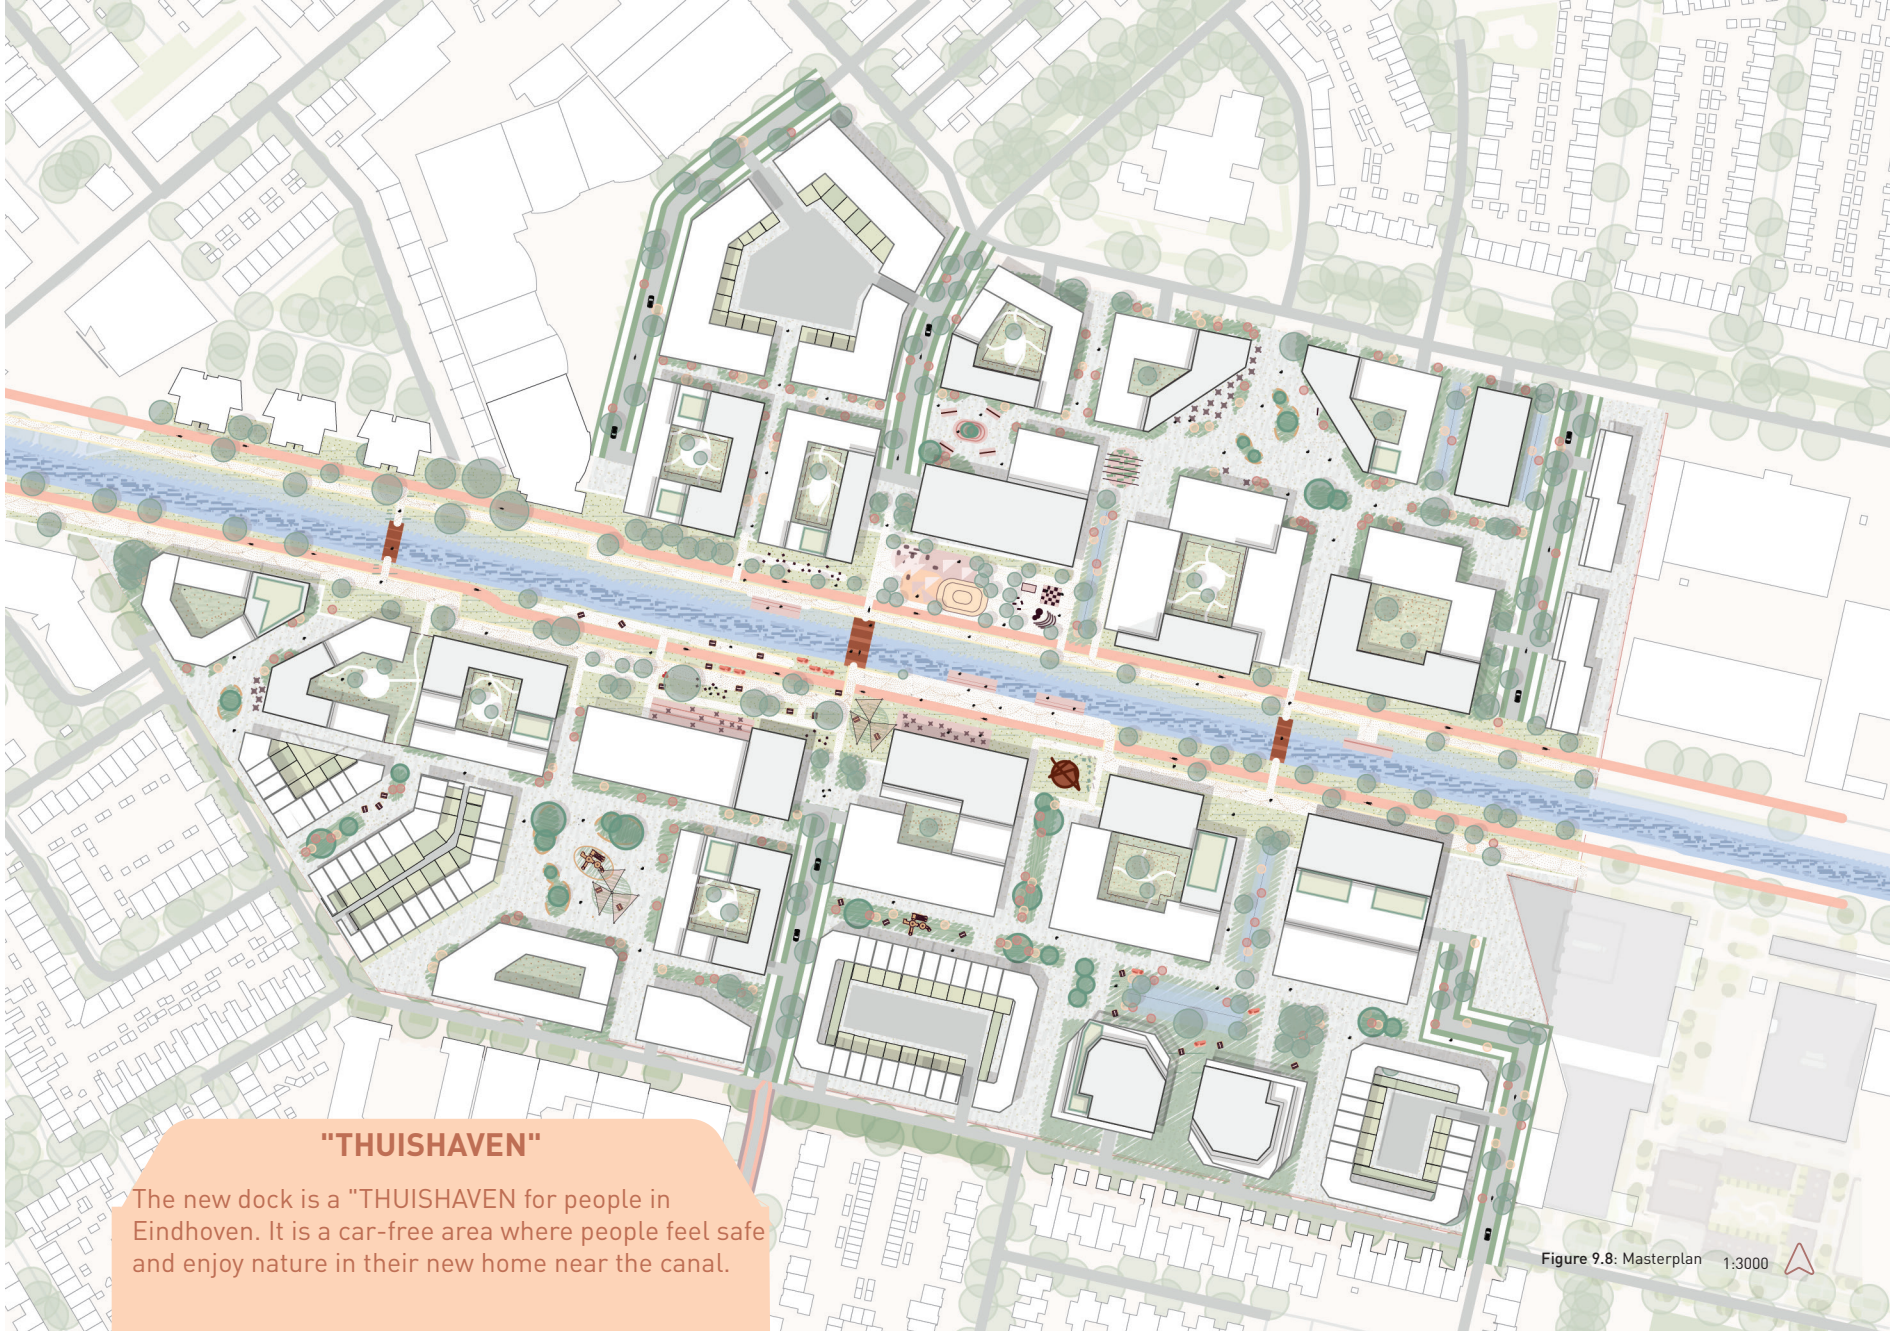 "THUISHAVEN"
The new dock is a "THUISHAVEN for people in
Eindhoven. It is a car-free area where people feel safe
and enjoy nature in their new home near the canal.
Figure 9.8: Masterplan 1:3000